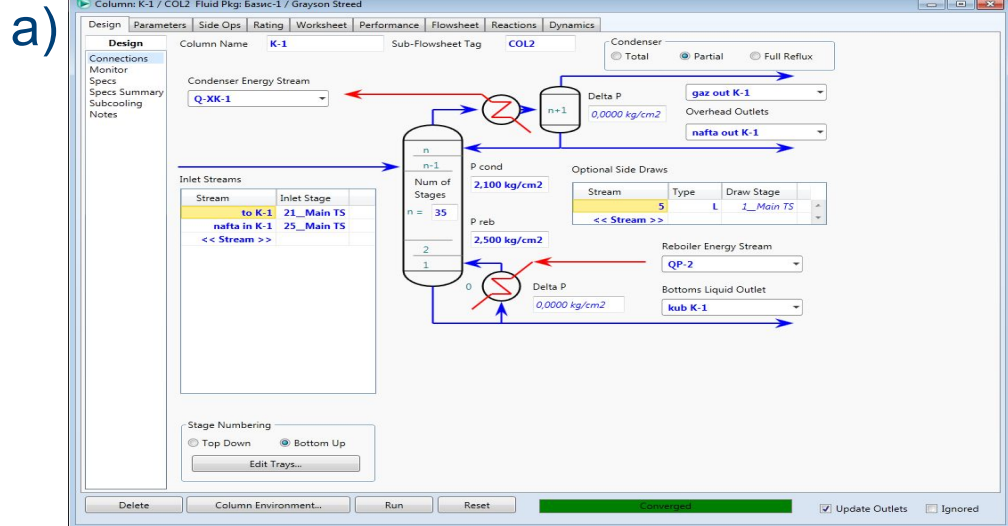 a)
Column: K-1 / COL2 Fluid Pkg: Базис-1 / Grayson Streed
Design Parameters Side Ops Rating Worksheet Performance Flowsheet Reactions Dynamics
Design
Connections
Monitor
Specs
Specs Summary
Subcooling
Notes
Column Name K-1 Sub-Flowsheet Tag COL2
Condenser
Total Partial Full Reflux
Condenser Energy Stream
Q-XK-1
n+1
Delta P
0,0000 kg/cm2
gaz out K-1
Overhead Outlets
nafta out K-1
Inlet Streams
Stream Inlet Stage
to K-1 21__Main TS
nafta in K-1 25__Main TS
<< Stream >>
n
n-1
Num of
Stages
n = 35
2
1
P cond
2,100 kg/cm2
P reb
2,500 kg/cm2
Optional Side Draws
Stream Type Draw Stage
5 L 1__Main TS
<< Stream >>
Reboiler Energy Stream
QP-2
0
Delta P
0,0000 kg/cm2
Bottoms Liquid Outlet
kub K-1
Stage Numbering
Top Down Bottom Up
Edit Trays...
Delete Column Environment... Run Reset Converged Update Outlets Ignored